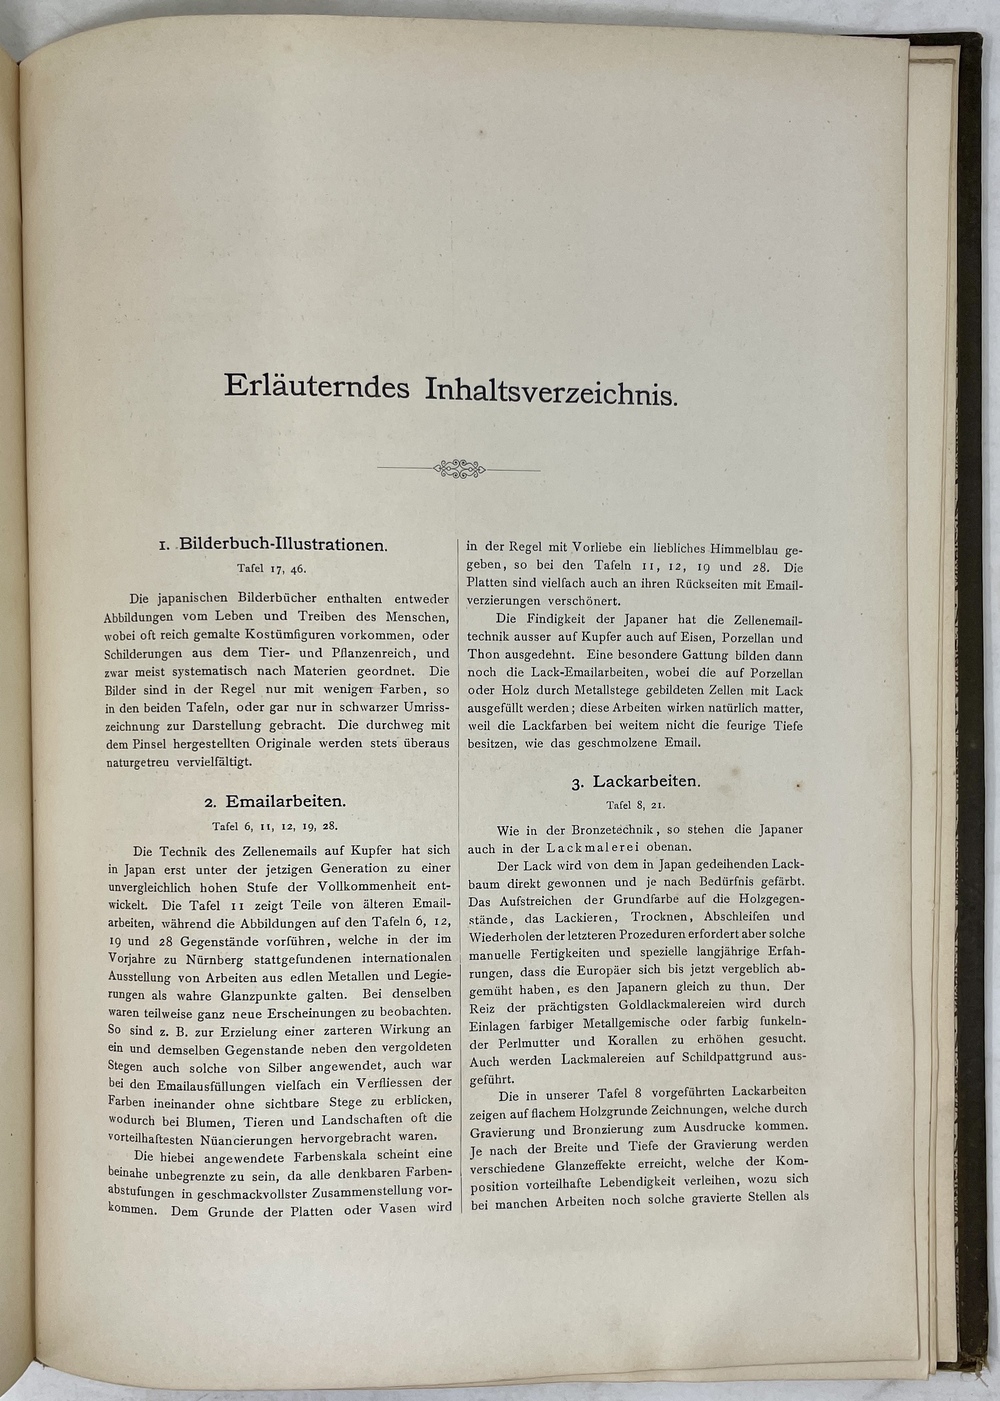 Erläuterndes Inhaltsverzeichnis.
1. Bilderbuch-Illustrationen.
Tafel 17, 46.
Die japanischen Bilderbücher enthalten entweder
Abbildungen vom Leben und Treiben des Menschen,
wobei oft reich gemalte Kostümfiguren vorkommen, oder
Schilderungen aus dem Tier- und Pflanzenreich, und
zwar meist systematisch nach Materien geordnet. Die
Bilder sind in der Regel nur mit wenigen Farben, so
in den beiden Tafeln, oder gar nur in schwarzer Umriss-
zeichnung zur Darstellung gebracht. Die durchweg mit
dem Pinsel hergestellten Originale werden stets überaus
naturgetreu vervielfältigt.
2. Emailarbeiten.
Tafel 6, 11, 12, 19, 28.
Die Technik des Zellenemails auf Kupfer hat sich
in Japan erst unter der jetzigen Generation zu einer
unvergleichlich hohen Stufe der Vollkommenheit ent-
wickelt. Die Tafel 11 zeigt Teile von älteren Email-
arbeiten, während die Abbildungen auf den Tafeln 6, 12,
19 und 28 Gegenstände vorführen, welche in der im
Vorjahre zu Nürnberg stattgefundenen internationalen
Ausstellung von Arbeiten aus edlen Metallen und Legie-
rungen als wahre Glanzpunkte galten. Bei denselben
waren teilweise ganz neue Erscheinungen zu beobachten.
So sind z. B. zur Erzielung einer zarteren Wirkung an
ein und demselben Gegenstande neben den vergoldeten
Stegen auch solche von Silber angewendet, auch war
bei den Emailausfüllungen vielfach ein Verfliessen der
Farben ineinander ohne sichtbare Stege zu erblicken,
wodurch bei Blumen, Tieren und Landschaften oft die
vorteilhaftesten Nüancierungen hervorgebracht waren.
Die hiebei angewendete Farbenskala scheint eine
beinahe unbegrenzte zu sein, da alle denkbaren Farben-
abstufungen in geschmackvollster Zusammenstellung vor-
kommen. Dem Grunde der Platten oder Vasen wird
in der Regel mit Vorliebe ein liebliches Himmelblau ge-
geben, so bei den Tafeln 11, 12, 19 und 28. Die
Platten sind vielfach auch an ihren Rückseiten mit Email-
verzierungen verschönert.
Die Findigkeit der Japaner hat die Zellenemail-
technik ausser auf Kupfer auch auf Eisen, Porzellan und
Thon ausgedehnt. Eine besondere Gattung bilden dann
noch die Lack-Emailarbeiten, wobei die auf Porzellan
oder Holz durch Metallstege gebildeten Zellen mit Lack
ausgefüllt werden; diese Arbeiten wirken natürlich matter,
weil die Lackfarben bei weitem nicht die feurige Tiefe
besitzen, wie das geschmolzene Email.
3. Lackarbeiten.
Tafel 8, 21.
Wie in der Bronzetechnik, so stehen die Japaner
auch in der Lackmalerei obenan.
Der Lack wird von dem in Japan gedeihenden Lack-
baum direkt gewonnen und je nach Bedürfnis gefärbt.
Das Aufstreichen der Grundfarbe auf die Holzgegen-
stände, das Lackieren, Trocknen, Abschleifen und
Wiederholen der letzteren Prozeduren erfordert aber solche
manuelle Fertigkeiten und spezielle langjährige Erfah-
rungen, dass die Europäer sich bis jetzt vergeblich ab-
gemüht haben, es den Japanern gleich zu thun. Der
Reiz der prächtigsten Goldlackmalereien wird durch
Einlagen farbiger Metallgemische oder farbig funkeln-
der Perlmutter und Korallen zu erhöhen gesucht.
Auch werden Lackmalereien auf Schildpattgrund aus-
geführt.
Die in unserer Tafel 8 vorgeführten Lackarbeiten
zeigen auf flachem Holzgrunde Zeichnungen, welche durch
Gravierung und Bronzierung zum Ausdrucke kommen.
Je nach der Breite und Tiefe der Gravierung werden
verschiedene Glanzeffekte erreicht, welche der Kom-
position vorteilhafte Lebendigkeit verleihen, wozu sich
bei manchen Arbeiten noch solche gravierte Stellen als